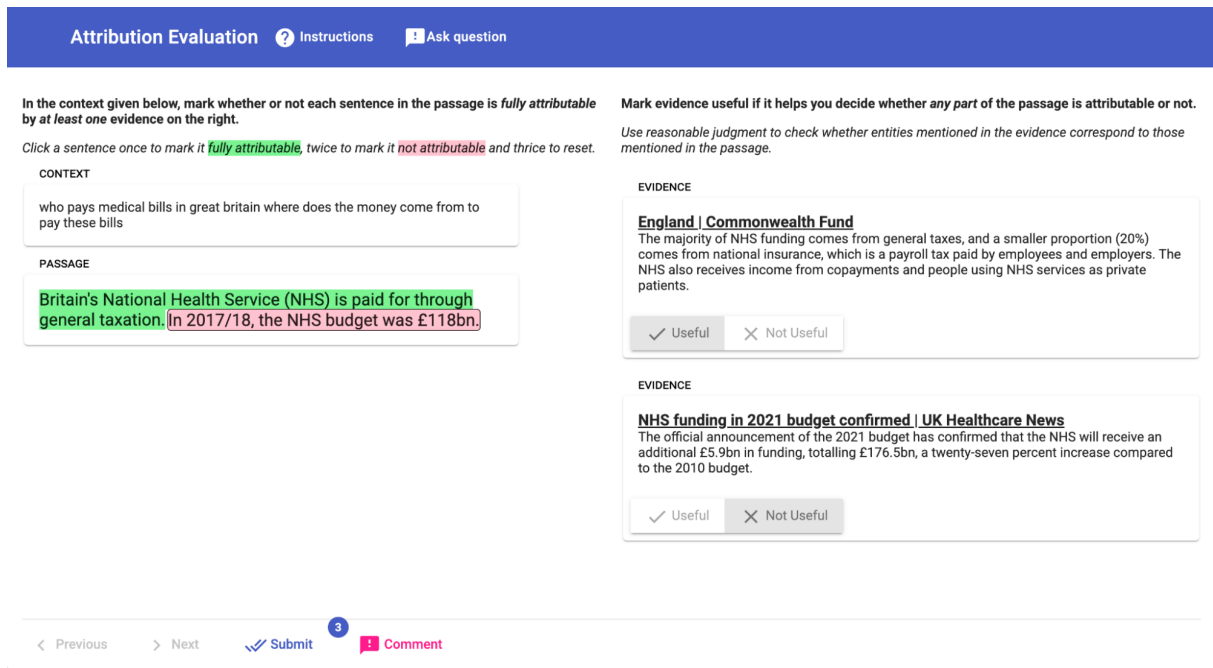 Attribution Evaluation
Instructions
Ask question
In the context given below, mark whether or not each sentence in the passage is fully attributable
by at least one evidence on the right.
Click a sentence once to mark it fully attributable, twice to mark it not attributable and thrice to reset.
CONTEXT
who pays medical bills in great britain where does the money come from to
pay these bills
PASSAGE
Britain's National Health Service (NHS) is paid for through
general taxation. In 2017/18, the NHS budget was £118bn.
Mark evidence useful if it helps you decide whether any part of the passage is attributable or not.
Use reasonable judgment to check whether entities mentioned in the evidence correspond to those
mentioned in the passage.
EVIDENCE
England | Commonwealth Fund
The majority of NHS funding comes from general taxes, and a smaller proportion (20%)
comes from national insurance, which is a payroll tax paid by employees and employers. The
NHS also receives income from copayments and people using NHS services as private
patients.
Useful
Not Useful
EVIDENCE
NHS funding in 2021 budget confirmed | UK Healthcare News
The official announcement of the 2021 budget has confirmed that the NHS will receive an
additional £5.9bn in funding, totalling £176.5bn, a twenty-seven percent increase compared
to the 2010 budget.
Useful
Not Useful
Previous
Next
Submit
3
Comment